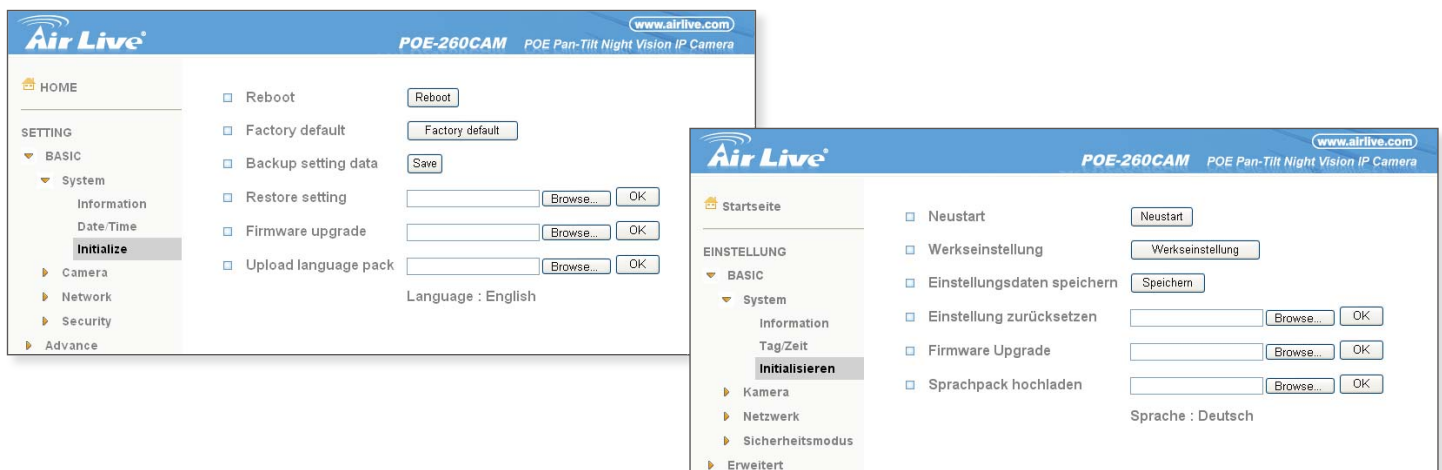 Air Live
www.airlive.com
POE-260CAM POE Pan-Tilt Night Vision IP Camera
HOME
SETTING
BASIC
System
Information
Date/Time
Initialize
Camera
Network
Security
Advance
Reboot Reboot
Factory default Factory default
Backup setting data Save
Restore setting Browse... OK
Firmware upgrade Browse... OK
Upload language pack Browse... OK
Language : English
Air Live
www.airlive.com
POE-260CAM POE Pan-Tilt Night Vision IP Camera
Startseite
EINSTELLUNG
BASIC
System
Information
Tag/Zeit
Initialisieren
Kamera
Netzwerk
Sicherheitsmodus
Erweitert
Neustart Neustart
Werkseinstellung Werkseinstellung
Einstellungsdaten speichern Speichern
Einstellung zurücksetzen Browse... OK
Firmware Upgrade Browse... OK
Sprachpack hochladen Browse... OK
Sprache : Deutsch